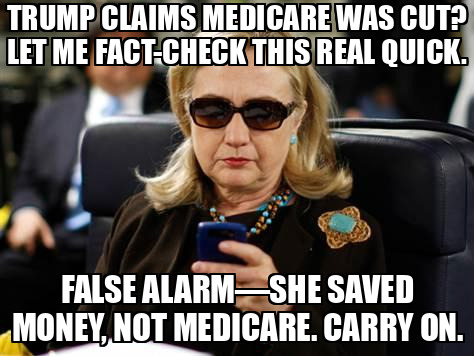 TRUMP CLAIMS MEDICARE WAS CUT?
LET ME FACT-CHECK THIS REAL QUICK.
FALSE ALARM—SHE SAVED
MONEY, NOT MEDICARE. CARRY ON.